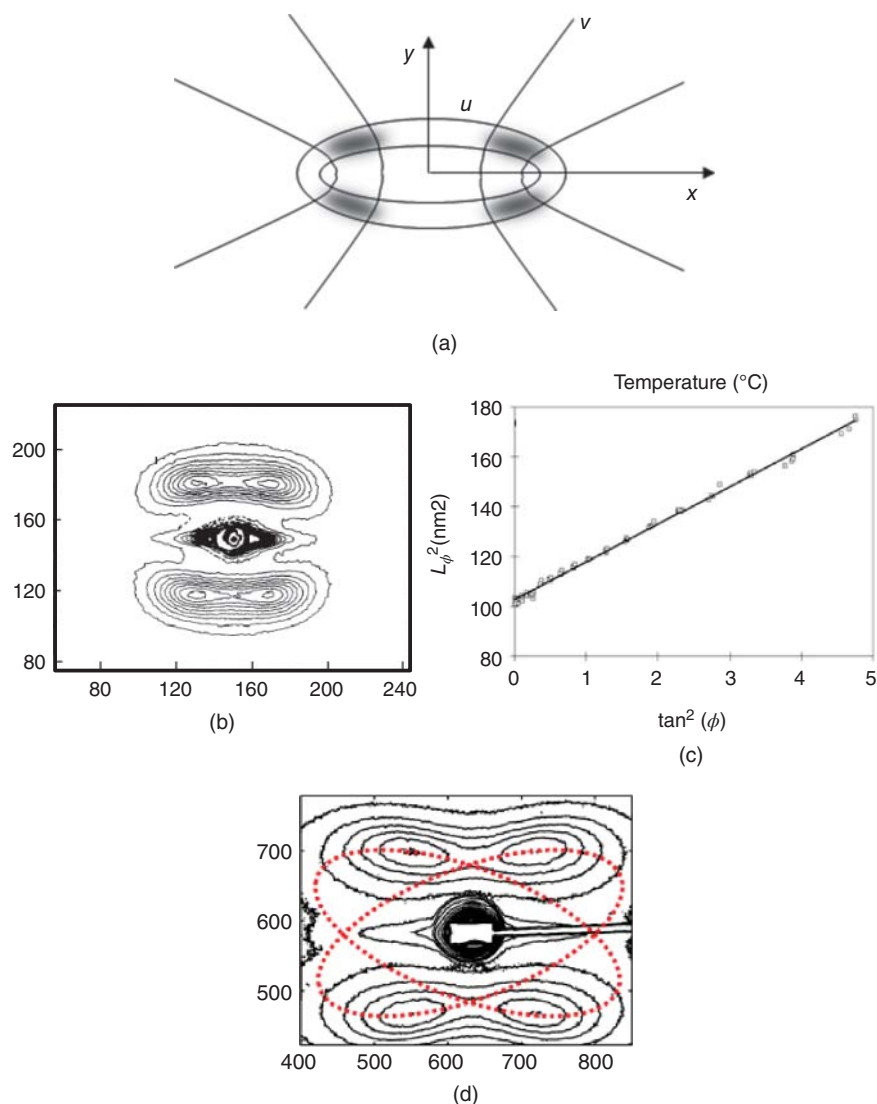 y
v
u
x
(a)
200
160
120
80
80 120 160 200 240
(b)
Temperature (°C)
180
160
140
120
100
80
Lϕ²(nm2)
0 1 2 3 4 5
tan² (ϕ)
(c)
700
600
500
400 500 600 700 800
(d)